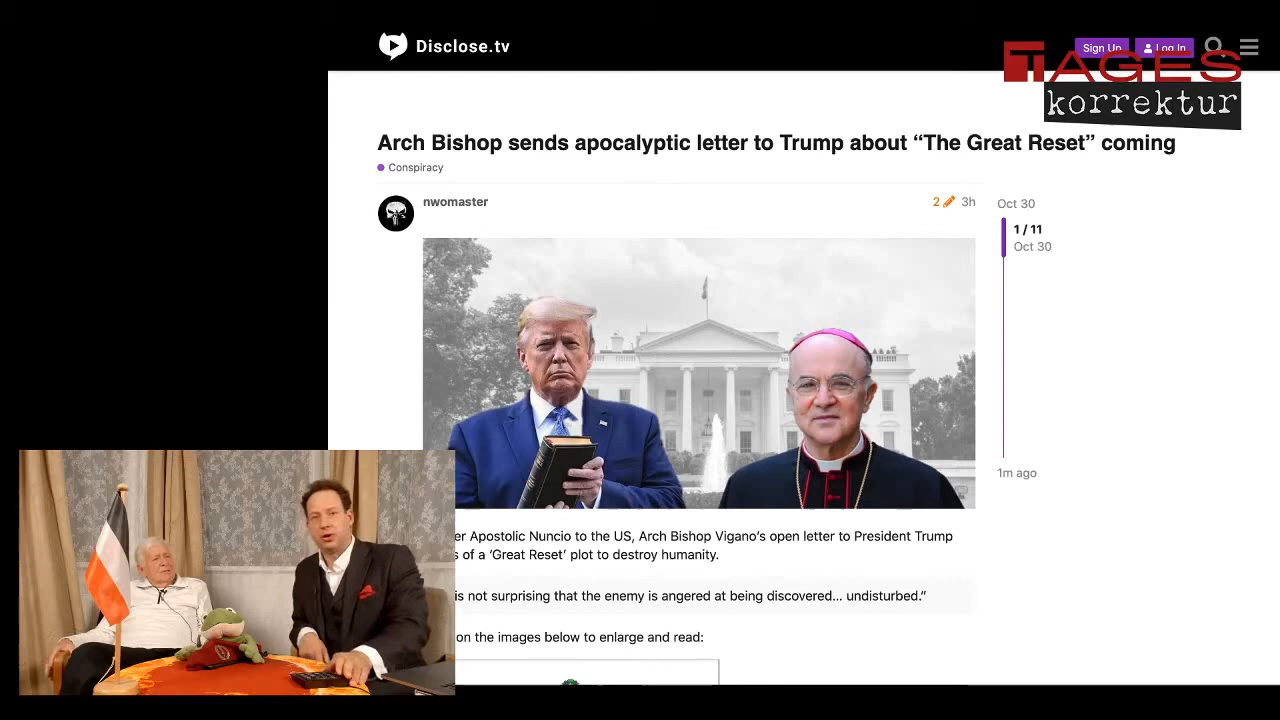 Disclose.tv
Sign Up
Log In
TAGES
korrektur
Arch Bishop sends apocalyptic letter to Trump about “The Great Reset” coming
Conspiracy
nwomaster
2
3h
Oct 30
1 / 11
Oct 30
1m ago
er Apostolic Nuncio to the US, Arch Bishop Vigano’s open letter to President Trump
s of a ‘Great Reset’ plot to destroy humanity.
is not surprising that the enemy is angered at being discovered... undisturbed.”
on the images below to enlarge and read: